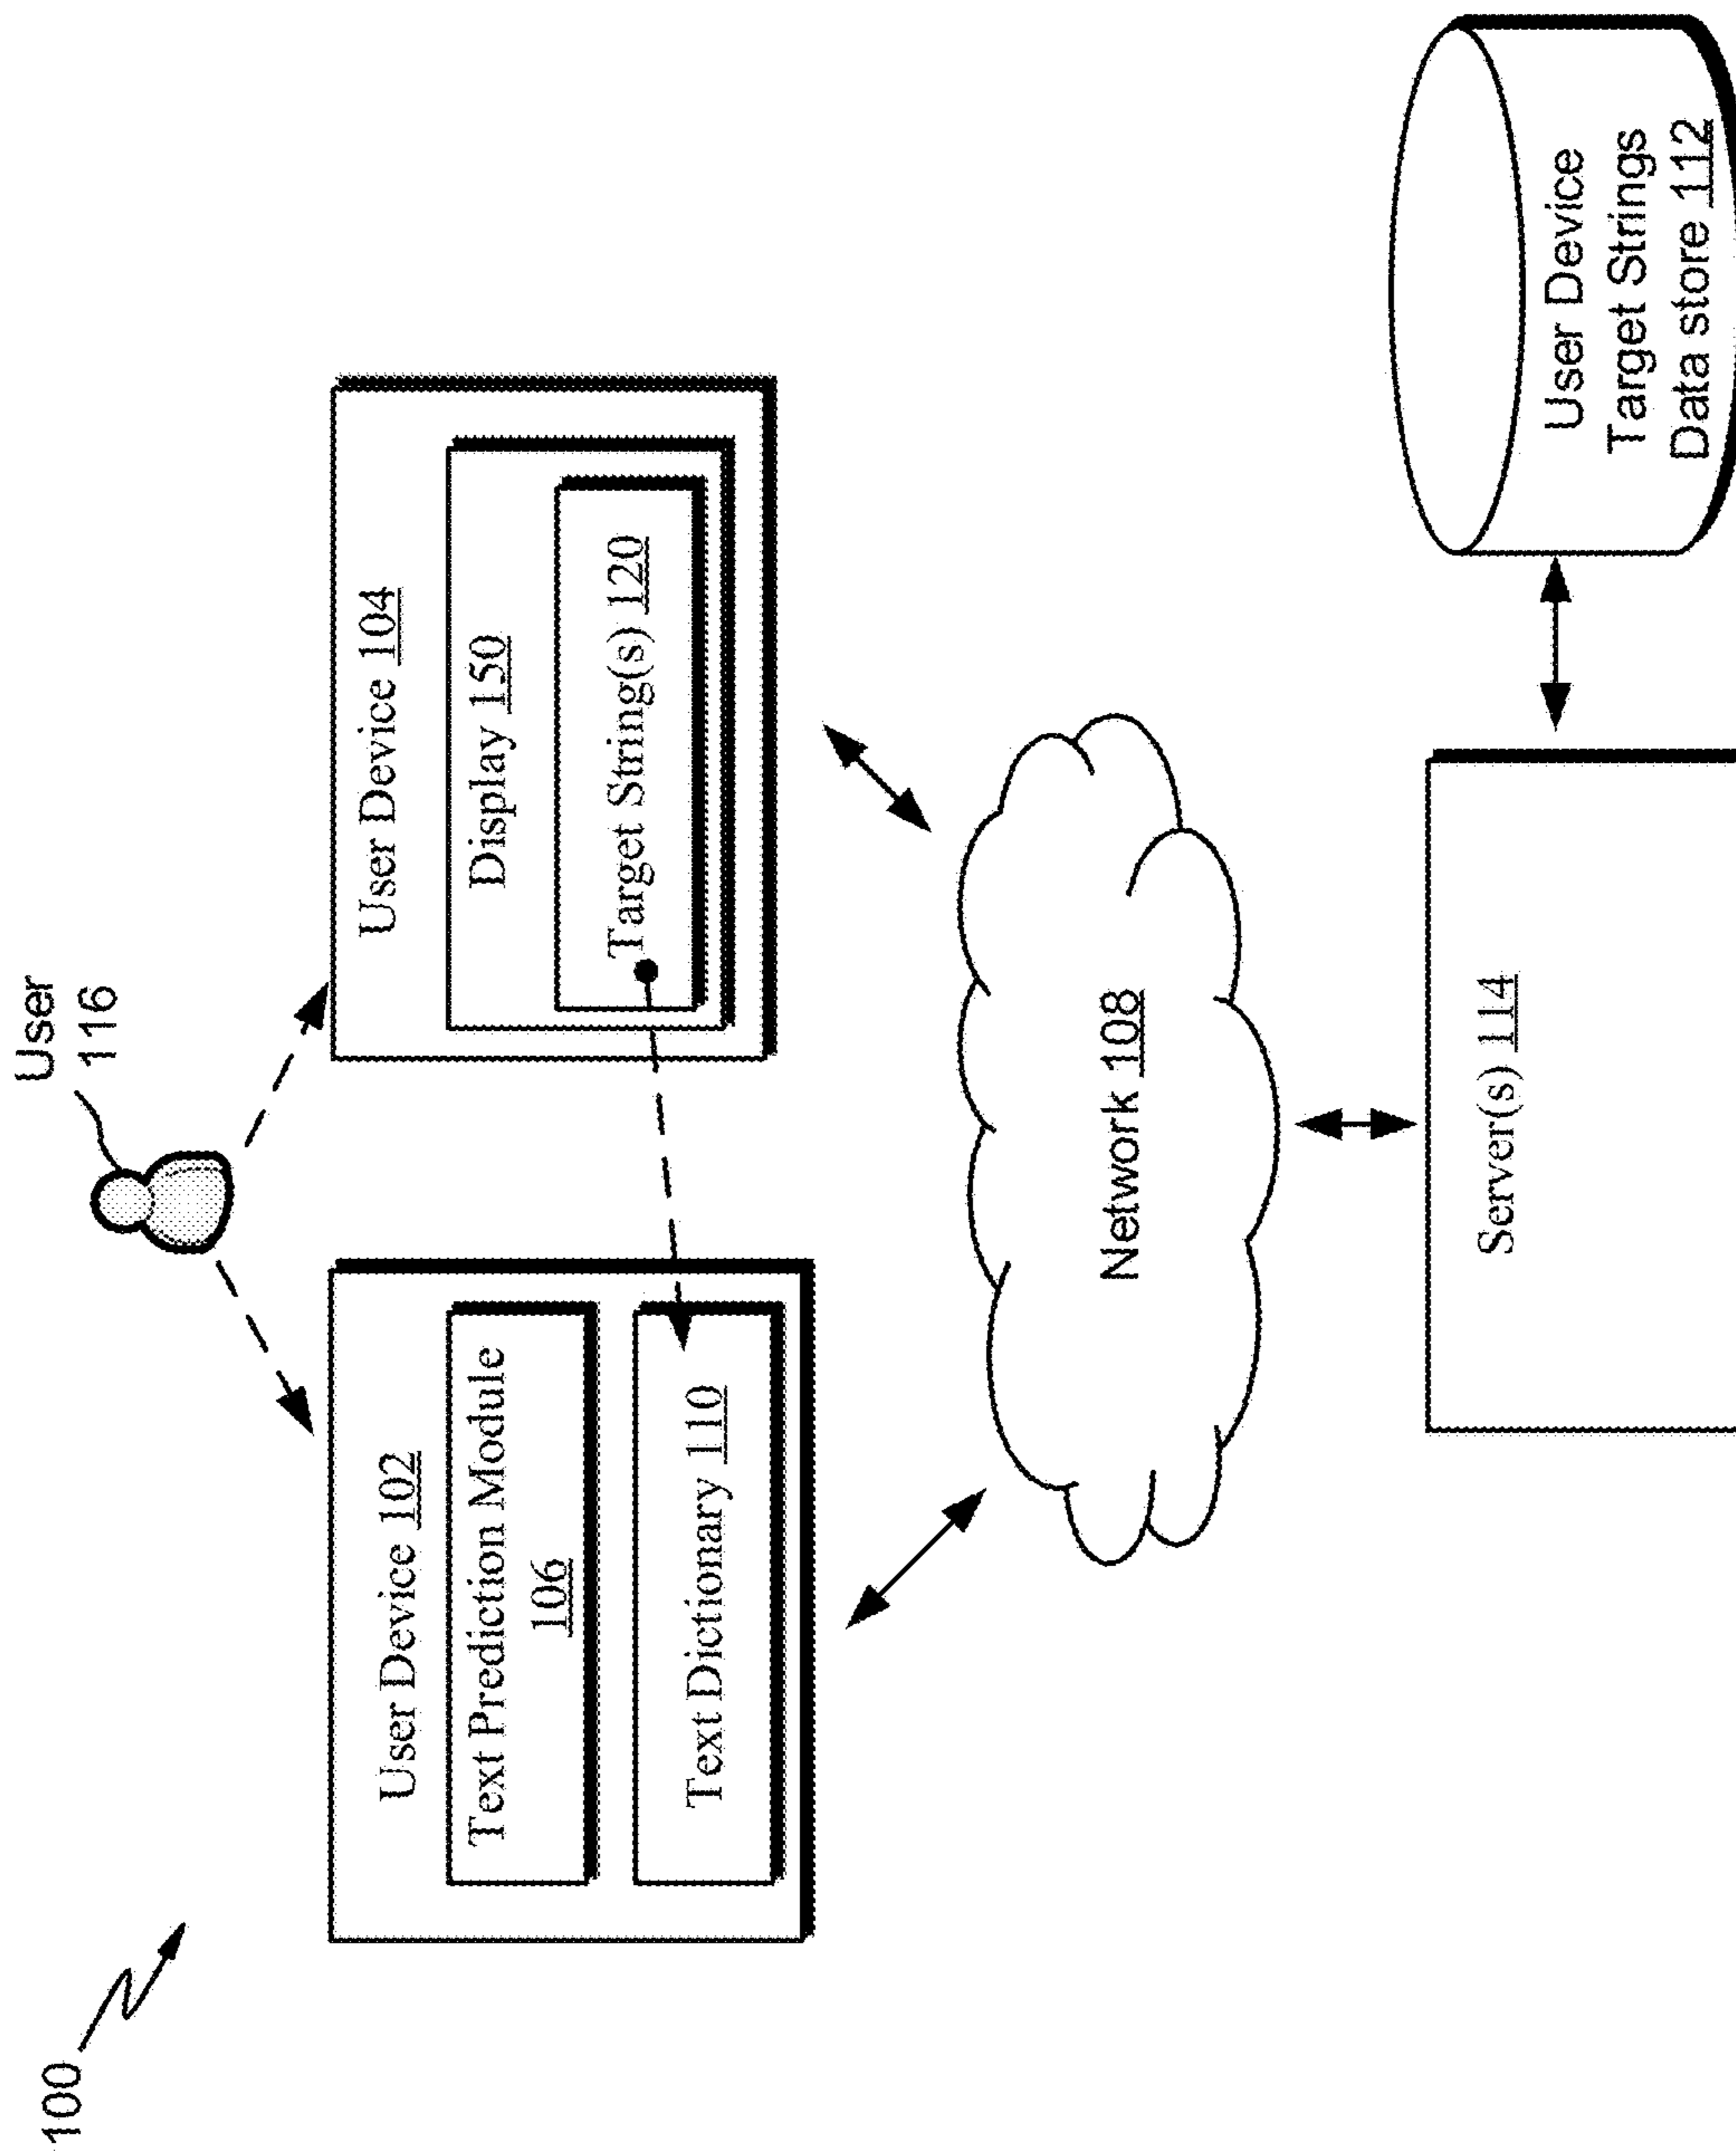 100
User
116
User Device 102
Text Prediction Module
106
Text Dictionary 110
User Device 104
Display 150
Target String(s) 120
Network 108
Server(s) 114
User Device
Target Strings
Data store 112